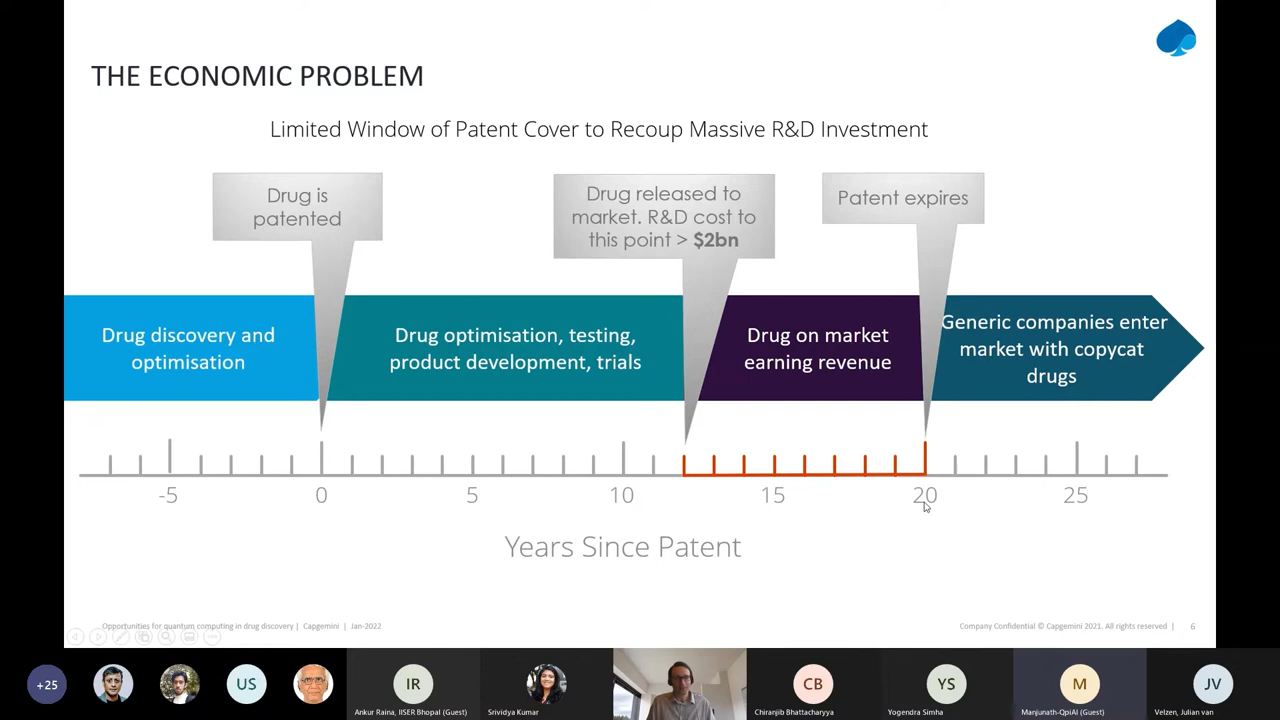 THE ECONOMIC PROBLEM
Limited Window of Patent Cover to Recoup Massive R&D Investment
Drug is
patented
Drug released to
market. R&D cost to
this point > $2bn
Patent expires
Drug discovery and
optimisation
Drug optimisation, testing,
product development, trials
Drug on market
earning revenue
Generic companies enter
market with copycat
drugs
-5 0 5 10 15 20 25
Years Since Patent
Opportunities for quantum computing in drug discovery | Capgemini | Jan-2022
Company Confidential © Capgemini 2021. All rights reserved | 6
+25 US IR CB YS M JV
Ankur Raina, IISER Bhopal (Guest) Srividya Kumar Chiranjib Bhattacharyya Yogendra Simha Manjunath-QpiAI (Guest) Velzen, Julian van